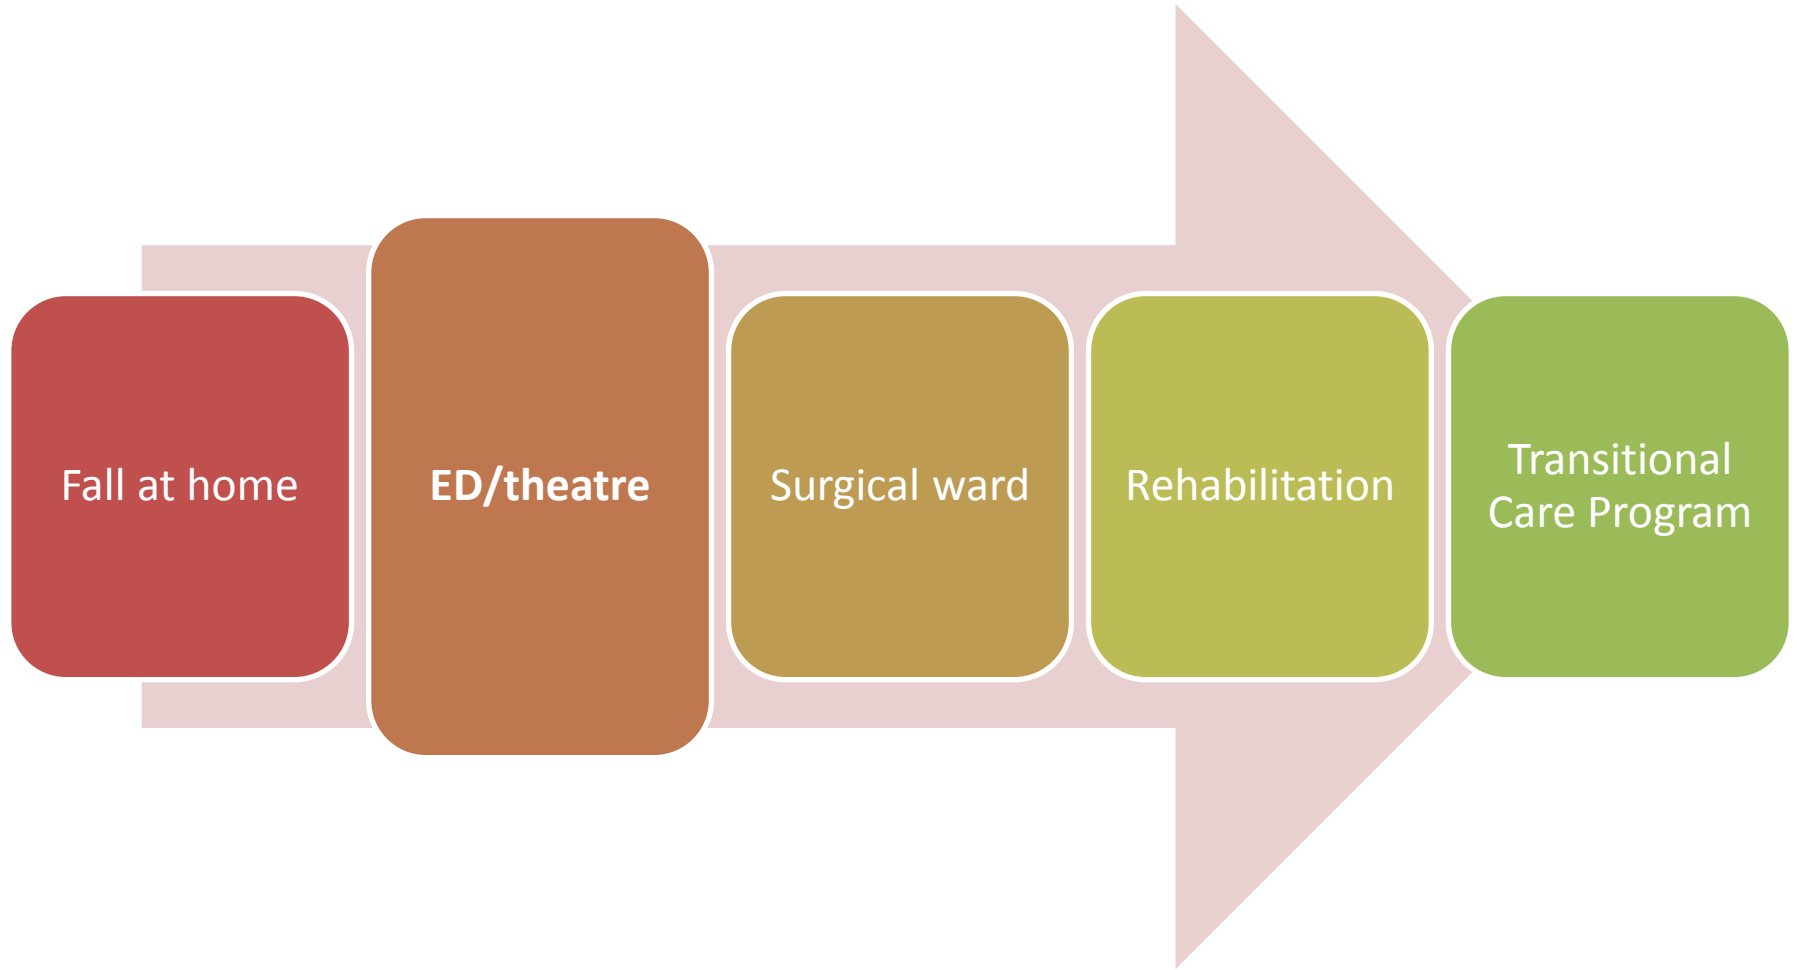 Fall at home
ED/theatre
Surgical ward
Rehabilitation
Transitional
Care Program